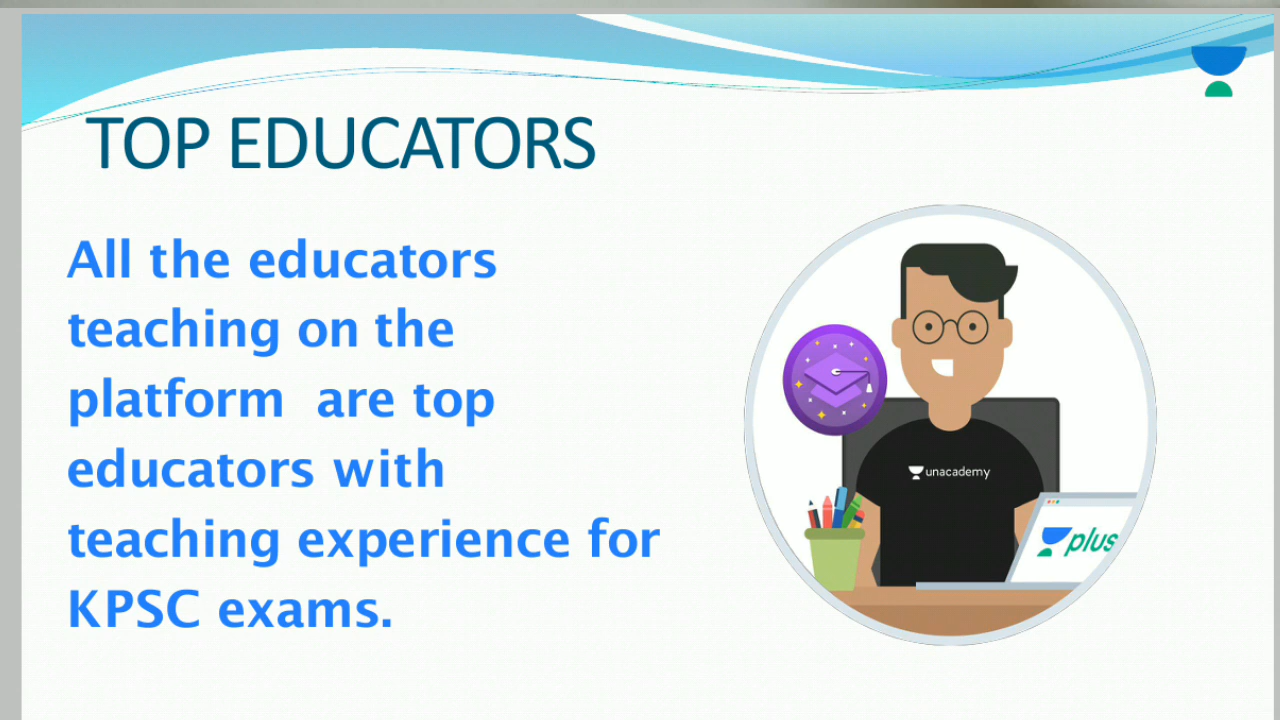 TOP EDUCATORS
All the educators
teaching on the
platform  are top
educators with
teaching experience for
KPSC exams.
unacademy
plus